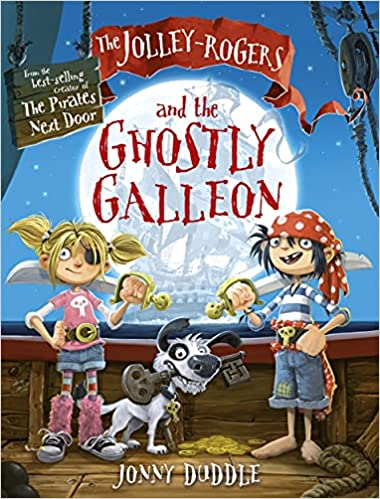 The JOLLEY-ROGERS
From the
best-selling
creator of
The Pirates
Next Door
and the
GHOSTLY
GALLEON
JONNY DUDDLE